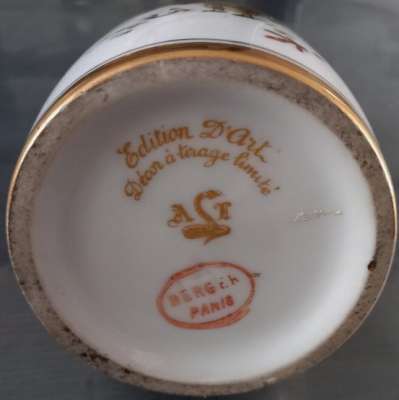 Edition D'Art
Décor à tirage limité
BERGER
PARIS